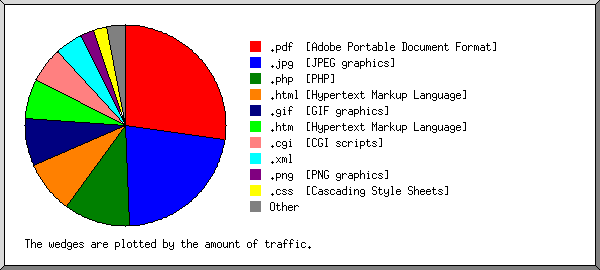 .pdf [Adobe Portable Document Format]
.jpg [JPEG graphics]
.php [PHP]
.html [Hypertext Markup Language]
.gif [GIF graphics]
.htm [Hypertext Markup Language]
.cgi [CGI scripts]
.xml
.png [PNG graphics]
.css [Cascading Style Sheets]
Other
The wedges are plotted by the amount of traffic.